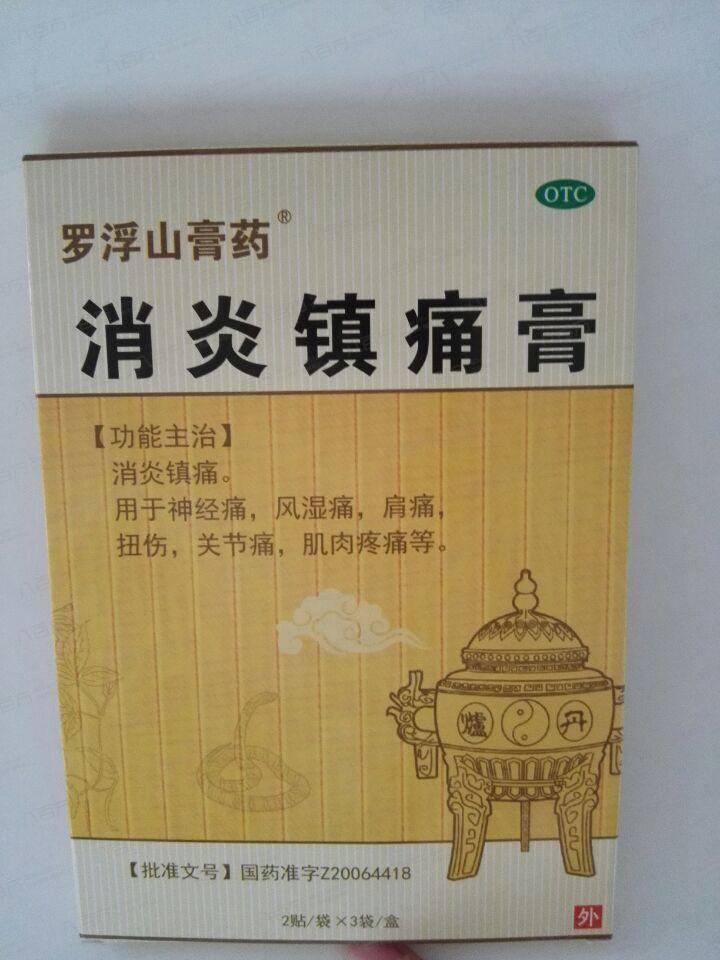 OTC
罗浮山膏药®
消炎镇痛膏
【功能主治】
消炎镇痛。
用于神经痛，风湿痛，肩痛，
扭伤，关节痛，肌肉疼痛等。
爐 丹
【批准文号】国药准字Z20064418
2贴/袋×3袋/盒
外